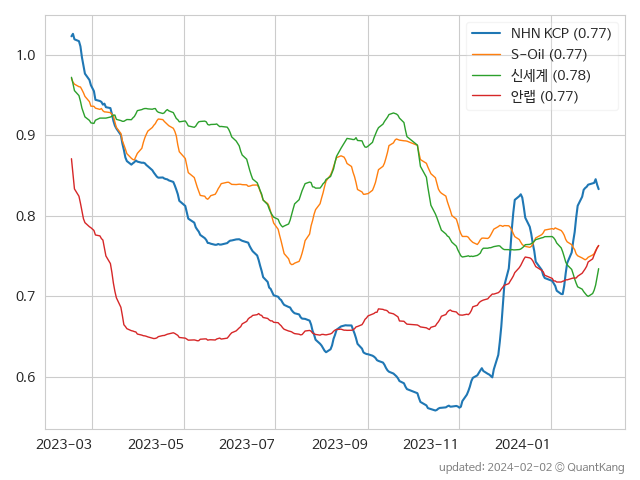 NHN KCP (0.77)
S-Oil (0.77)
신세계 (0.78)
안랩 (0.77)
1.0
0.9
0.8
0.7
0.6
2023-03 2023-05 2023-07 2023-09 2023-11 2024-01
updated: 2024-02-02 © QuantKang